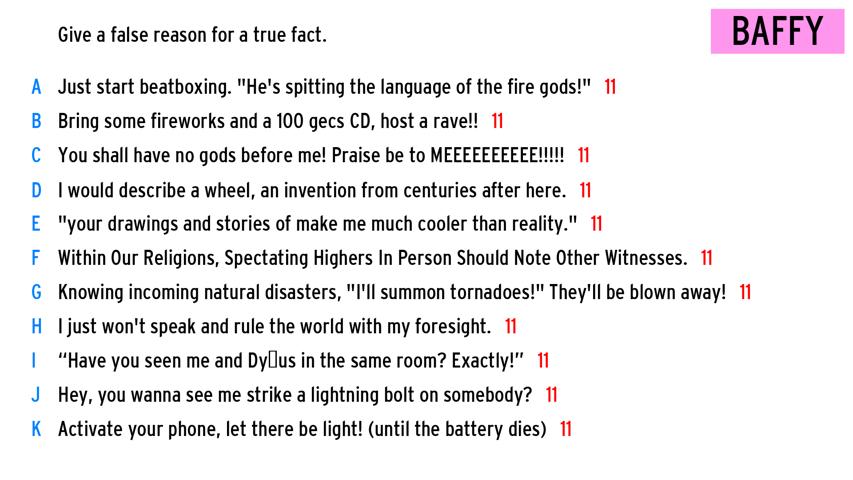 Give a false reason for a true fact.
BAFFY
A Just start beatboxing. "He's spitting the language of the fire gods!" 11
B Bring some fireworks and a 100 gecs CD, host a rave!! 11
C You shall have no gods before me! Praise be to MEEEEEEEEEE!!!!! 11
D I would describe a wheel, an invention from centuries after here. 11
E "your drawings and stories of make me much cooler than reality." 11
F Within Our Religions, Spectating Highers In Person Should Note Other Witnesses. 11
G Knowing incoming natural disasters, "I'll summon tornadoes!" They'll be blown away! 11
H I just won't speak and rule the world with my foresight. 11
I “Have you seen me and Dy▯us in the same room? Exactly!” 11
J Hey, you wanna see me strike a lightning bolt on somebody? 11
K Activate your phone, let there be light! (until the battery dies) 11